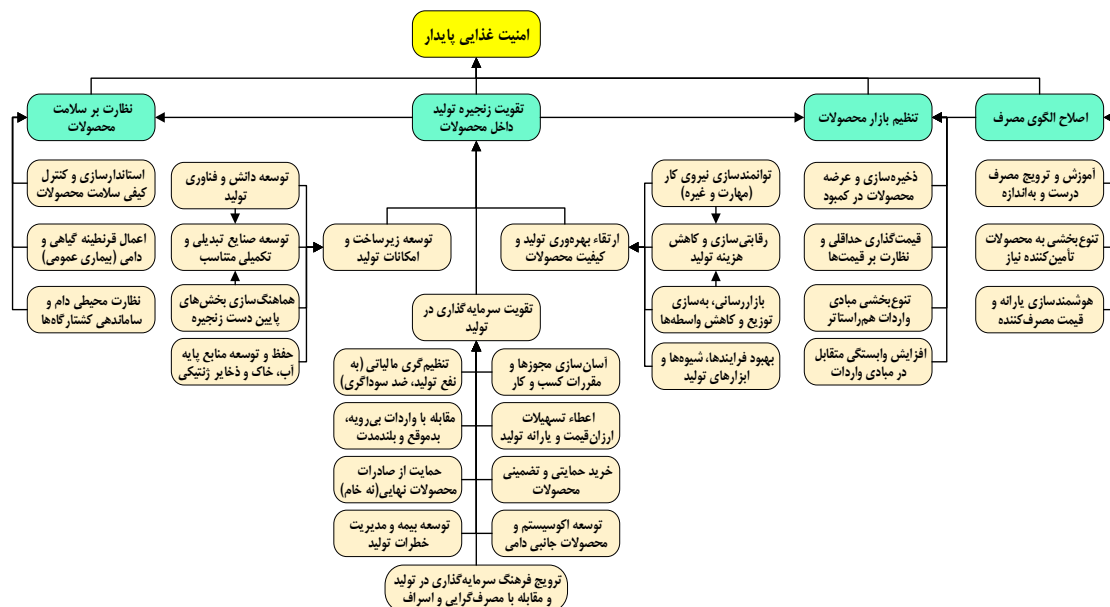 امنیت غذایی پایدار
اصلاح الگوی مصرف
تنظیم بازار محصولات
تقویت زنجیره تولید
داخل محصولات
نظارت بر سلامت
محصولات
آموزش و ترویج مصرف
درست و به‌اندازه
تنوع‌بخشی به محصولات
تأمین‌کننده نیاز
هوشمندسازی یارانه و
قیمت مصرف‌کننده
ذخیره‌سازی و عرضه
محصولات در کمبود
قیمت‌گذاری حداقلی و
نظارت بر قیمت‌ها
تنوع‌بخشی مبادی
واردات هم‌راستاتر
افزایش وابستگی متقابل
در مبادی واردات
توانمندسازی نیروی کار
(مهارت و غیره)
رقابتی‌سازی و کاهش
هزینه تولید
بازاررسانی، به‌سازی
توزیع و کاهش واسطه‌ها
بهبود فرایندها، شیوه‌ها و
ابزارهای تولید
ارتقاء بهره‌وری تولید و
کیفیت محصولات
توسعه زیرساخت و
امکانات تولید
توسعه دانش و فناوری
تولید
توسعه صنایع تبدیلی و
تکمیلی متناسب
هماهنگ‌سازی بخش‌های
پایین دست زنجیره
حفظ و توسعه منابع پایه
آب، خاک و ذخایر ژنتیکی
استاندارسازی و کنترل
کیفی سلامت محصولات
اعمال قرنطینه گیاهی و
دامی (بیماری عمومی)
نظارت محیطی دام و
ساماندهی کشتارگاه‌ها
تقویت سرمایه‌گذاری در
تولید
آسان‌سازی مجوزها و
مقررات کسب و کار
تنظیم‌گری مالیاتی (به
نفع تولید، ضد سوداگری)
اعطاء تسهیلات
ارزان‌قیمت و یارانه تولید
مقابله با واردات بی‌رویه،
بدموقع و بلندمدت
خرید حمایتی و تضمینی
محصولات
حمایت از صادرات
محصولات نهایی(نه خام)
توسعه اکوسیستم و
محصولات جانبی دامی
توسعه بیمه و مدیریت
خطرات تولید
ترویج فرهنگ سرمایه‌گذاری در تولید
و مقابله با مصرف‌گرایی و اسراف